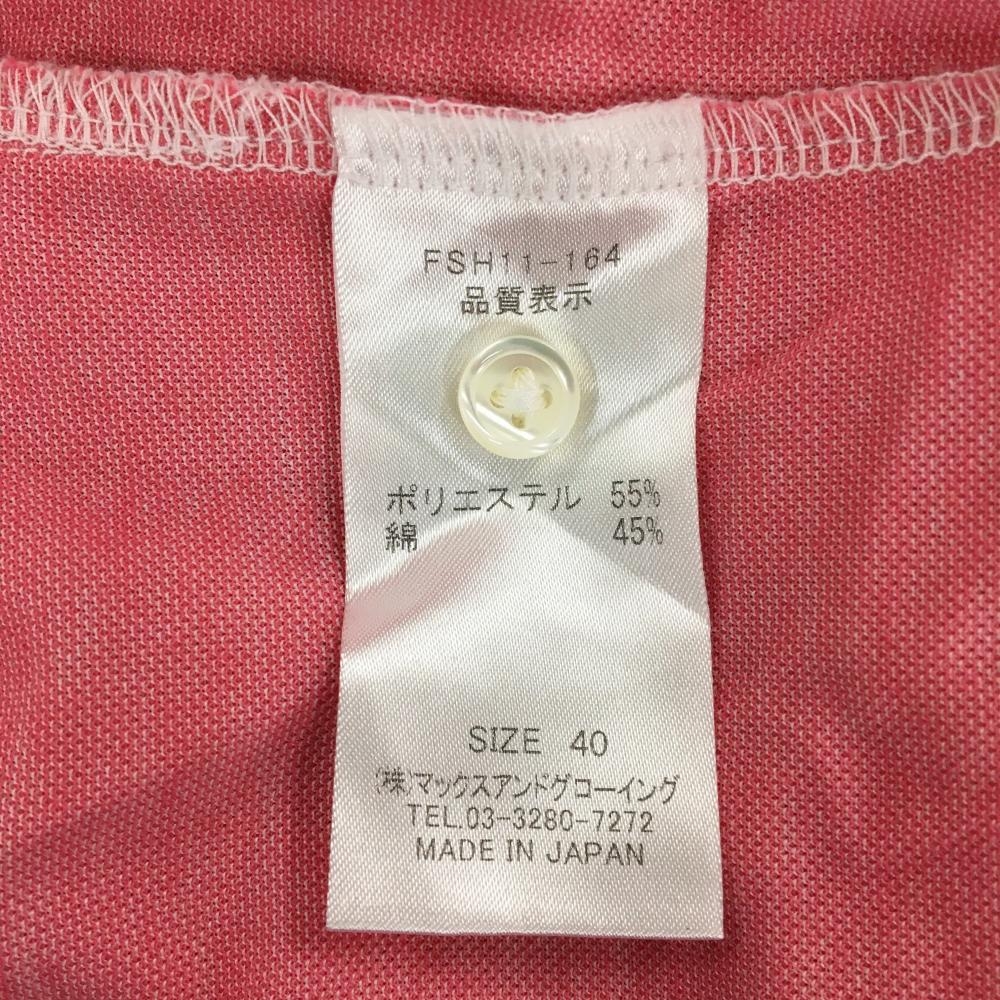 FSH11-164
品質表示
ポリエステル 55%
綿 45%
SIZE 40
(株)マックスアンドグローイング
TEL.03-3280-7272
MADE IN JAPAN